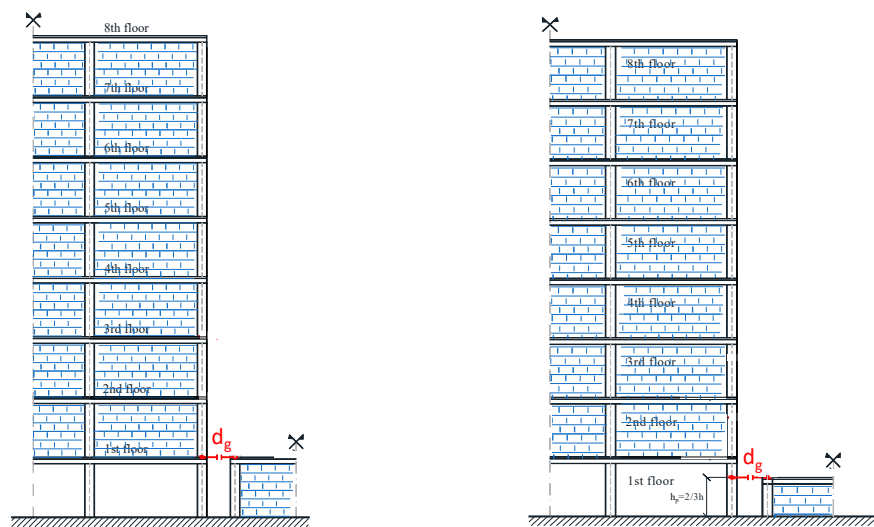 8th floor
7th floor
6th floor
5th floor
4th floor
3rd floor
2nd floor
1st floor
dg
8th floor
7th floor
6th floor
5th floor
4th floor
3rd floor
2nd floor
1st floor
dg
hp=2/3h